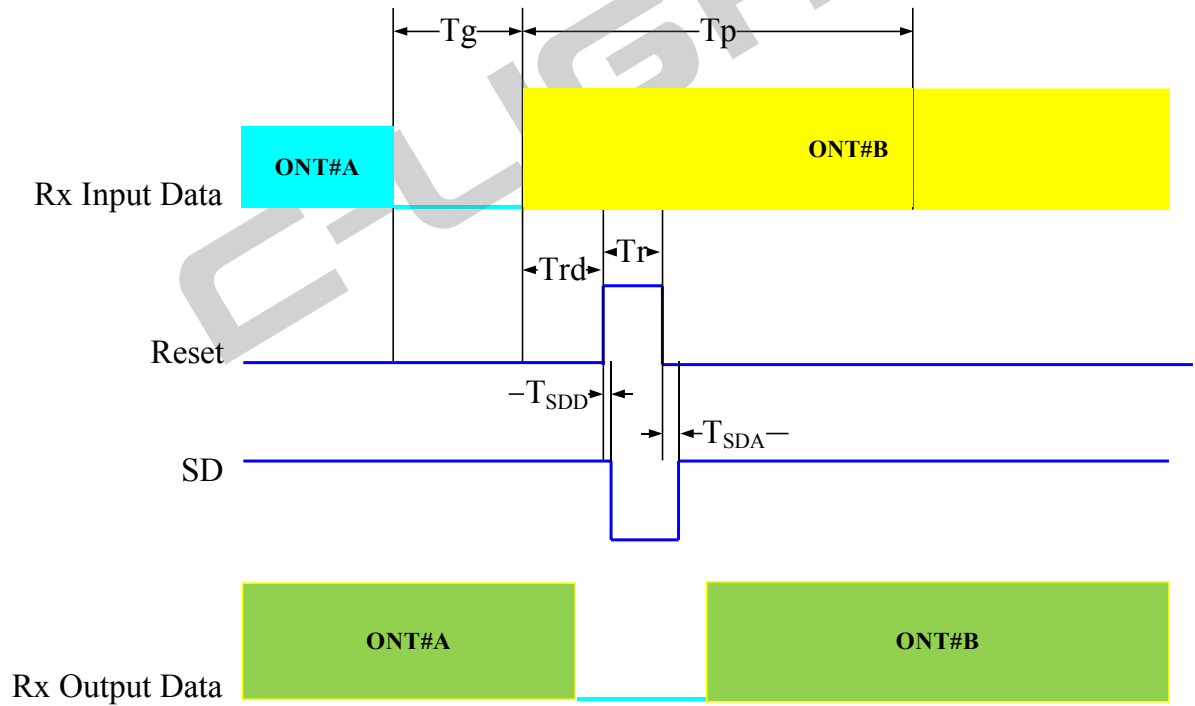 Tg Tp
ONT#A ONT#B
Rx Input Data
Trd Tr
Reset
TSDD
TSDA
SD
ONT#A ONT#B
Rx Output Data